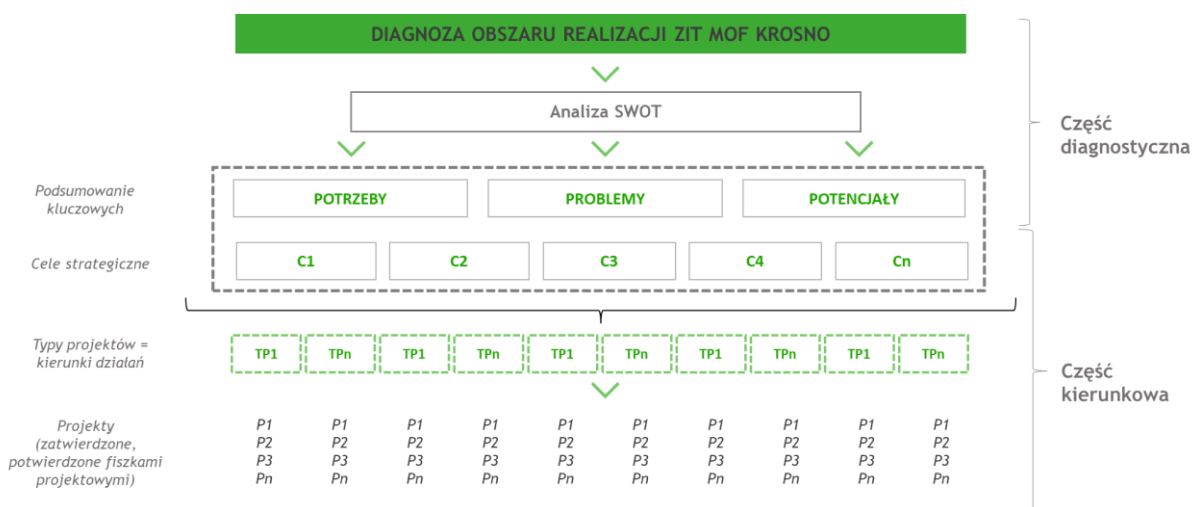 DIAGNOZA OBSZARU REALIZACJI ZIT MOF KROSNO
Analiza SWOT
Część
diagnostyczna
Podsumowanie
kluczowych
POTRZEBY PROBLEMY POTENCJAŁY
Cele strategiczne
C1 C2 C3 C4 Cn
Typy projektów =
kierunki działań
TP1 TPn TP1 TPn TP1 TPn TP1 TPn TP1 TPn
Część
kierunkowa
Projekty
(zatwierdzone,
potwierdzone fiszkami
projektowymi)
P1 P1 P1 P1 P1 P1 P1 P1 P1 P1
P2 P2 P2 P2 P2 P2 P2 P2 P2 P2
P3 P3 P3 P3 P3 P3 P3 P3 P3 P3
Pn Pn Pn Pn Pn Pn Pn Pn Pn Pn